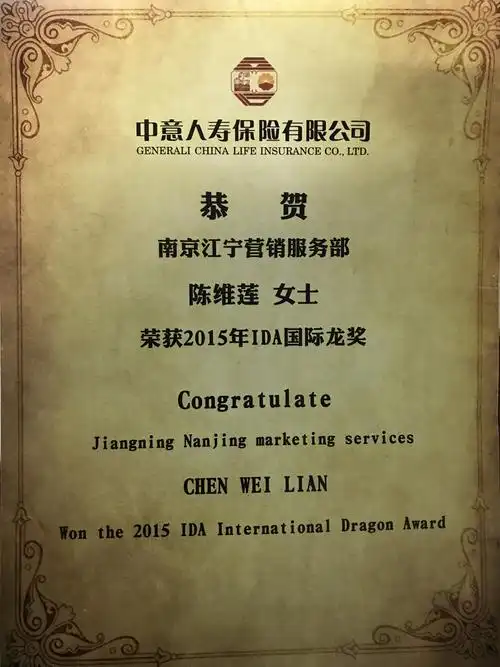 中意人寿保险有限公司
GENERALI CHINA LIFE INSURANCE CO., LTD.
恭 贺
南京江宁营销服务部
陈维莲 女士
荣获2015年IDA国际龙奖
Congratulate
Jiangning Nanjing marketing services
CHEN WEI LIAN
Won the 2015 IDA International Dragon Award